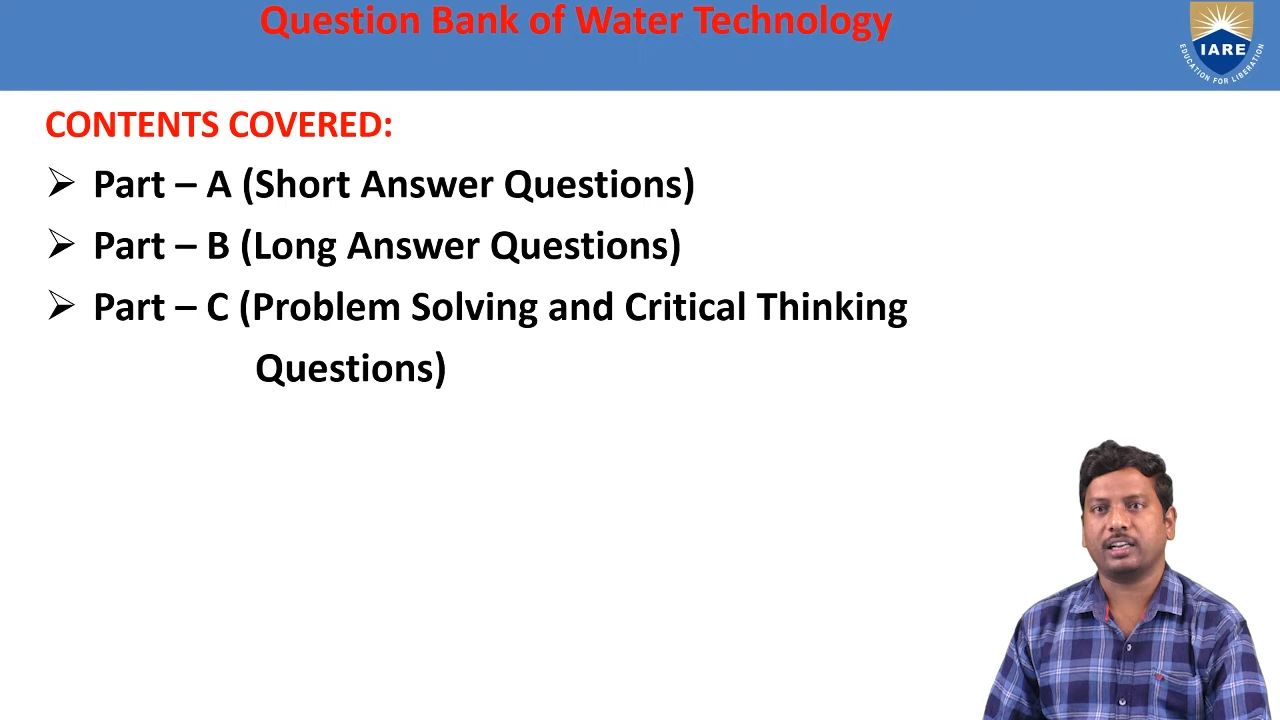 Question Bank of Water Technology
IARE
EDUCATION FOR LIBERATION
CONTENTS COVERED:
Part – A (Short Answer Questions)
Part – B (Long Answer Questions)
Part – C (Problem Solving and Critical Thinking
Questions)